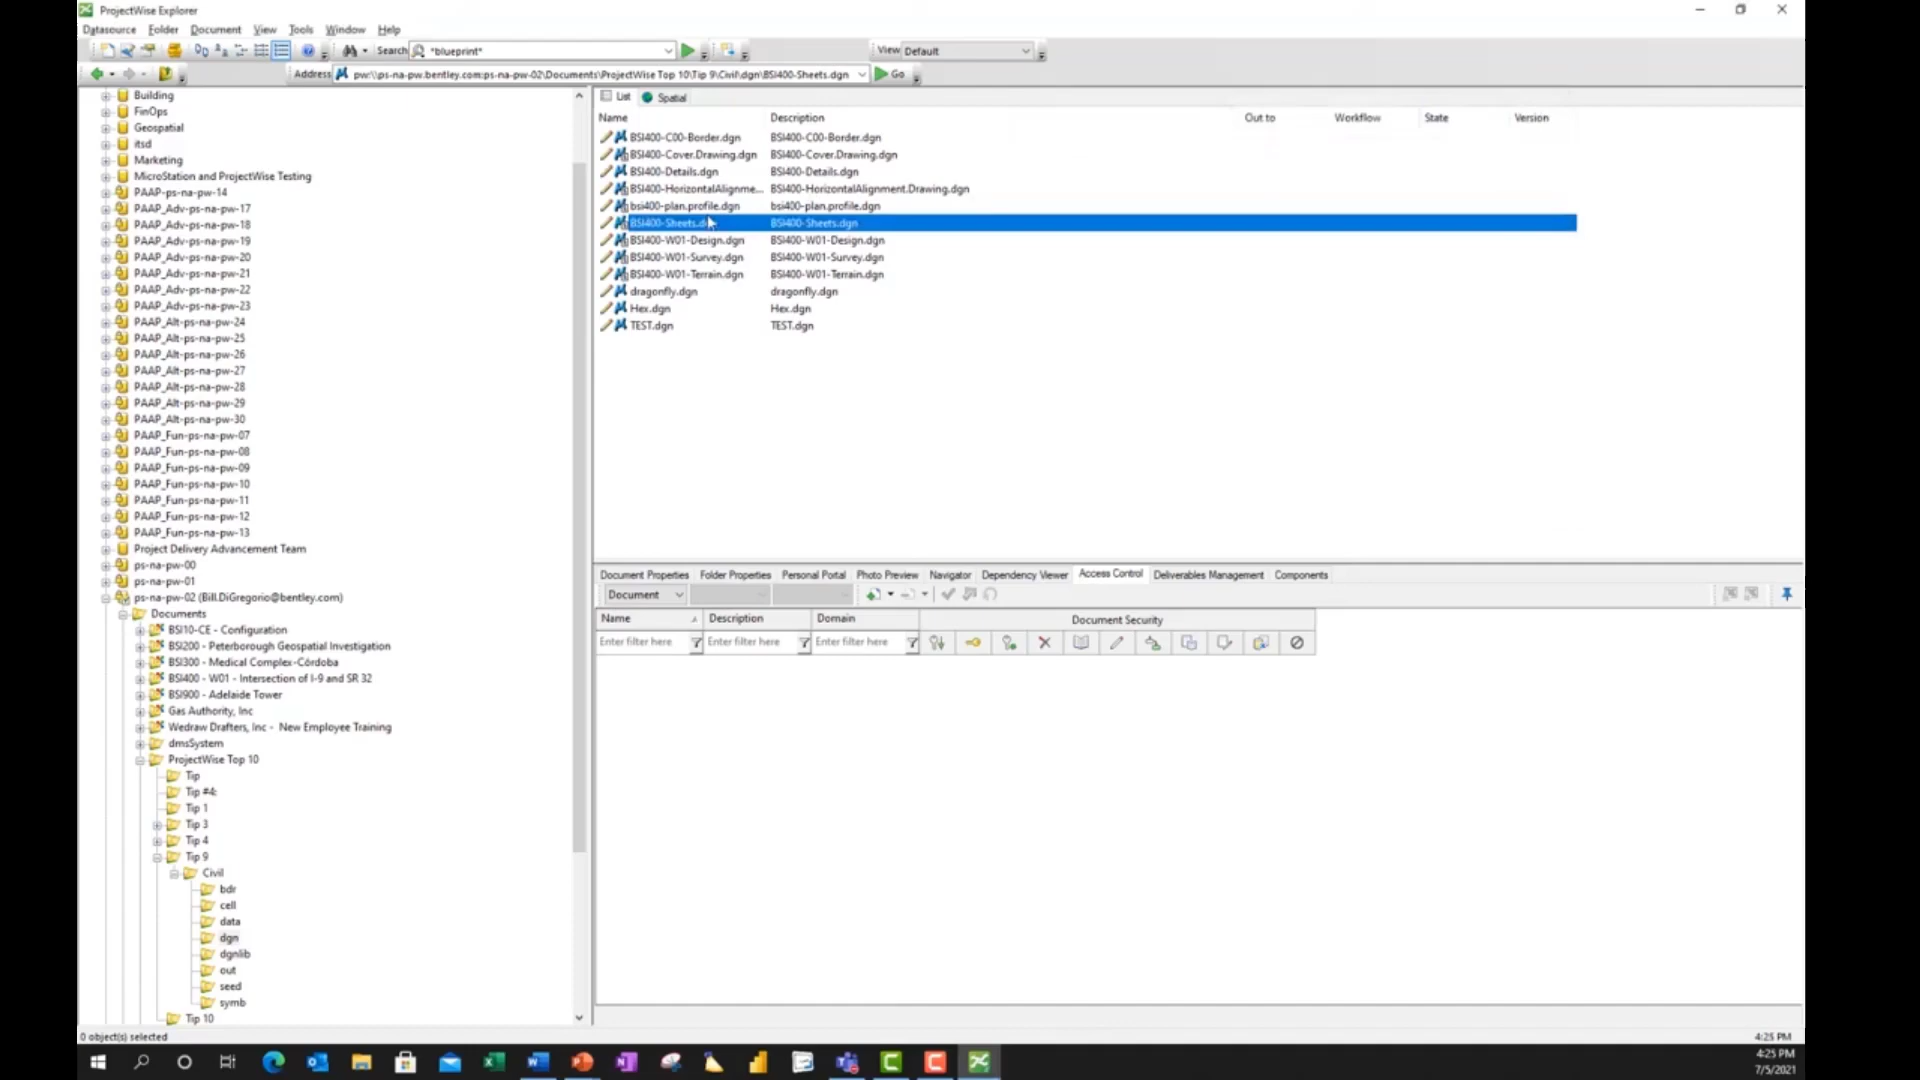 ProjectWise Explorer
Datasource Folder Document View Tools Window Help
Search *blueprint* View Default
Address pw:\\ps-na-pw.bentley.com:ps-na-pw-02\Documents\ProjectWise Top 10\Tip 9\Civil\dgn\BSI400-Sheets.dgn Go
Building
FinOps
Geospatial
itsd
Marketing
MicroStation and ProjectWise Testing
PAAP-ps-na-pw-14
PAAP_Adv-ps-na-pw-17
PAAP_Adv-ps-na-pw-18
PAAP_Adv-ps-na-pw-19
PAAP_Adv-ps-na-pw-20
PAAP_Adv-ps-na-pw-21
PAAP_Adv-ps-na-pw-22
PAAP_Adv-ps-na-pw-23
PAAP_Alt-ps-na-pw-24
PAAP_Alt-ps-na-pw-25
PAAP_Alt-ps-na-pw-26
PAAP_Alt-ps-na-pw-27
PAAP_Alt-ps-na-pw-28
PAAP_Alt-ps-na-pw-29
PAAP_Alt-ps-na-pw-30
PAAP_Fun-ps-na-pw-07
PAAP_Fun-ps-na-pw-08
PAAP_Fun-ps-na-pw-09
PAAP_Fun-ps-na-pw-10
PAAP_Fun-ps-na-pw-11
PAAP_Fun-ps-na-pw-12
PAAP_Fun-ps-na-pw-13
Project Delivery Advancement Team
ps-na-pw-00
ps-na-pw-01
ps-na-pw-02 (Bill.DiGregorio@bentley.com)
Documents
BSI10-CE - Configuration
BSI200 - Peterborough Geospatial Investigation
BSI300 - Medical Complex-Córdoba
BSI400 - W01 - Intersection of I-9 and SR 32
BSI900 - Adelaide Tower
Gas Authority, Inc
Wedraw Drafters, Inc - New Employee Training
dmsSystem
ProjectWise Top 10
Tip
Tip #4:
Tip 1
Tip 3
Tip 4
Tip 9
Civil
bdr
cell
data
dgn
dgnlib
out
seed
symb
Tip 10
List Spatial
Name Description Out to Workflow State Version
BSI400-C00-Border.dgn BSI400-C00-Border.dgn
BSI400-Cover.Drawing.dgn BSI400-Cover.Drawing.dgn
BSI400-Details.dgn BSI400-Details.dgn
BSI400-HorizontalAlignme... BSI400-HorizontalAlignment.Drawing.dgn
bsi400-plan.profile.dgn bsi400-plan.profile.dgn
BSI400-Sheets.dgn BSI400-Sheets.dgn
BSI400-W01-Design.dgn BSI400-W01-Design.dgn
BSI400-W01-Survey.dgn BSI400-W01-Survey.dgn
BSI400-W01-Terrain.dgn BSI400-W01-Terrain.dgn
dragonfly.dgn dragonfly.dgn
Hex.dgn Hex.dgn
TEST.dgn TEST.dgn
Document Properties Folder Properties Personal Portal Photo Preview Navigator Dependency Viewer Access Control Deliverables Management Components
Document
Name Description Domain Document Security
Enter filter here Enter filter here Enter filter here
0 object(s) selected 4:25 PM
4:25 PM
7/5/2021